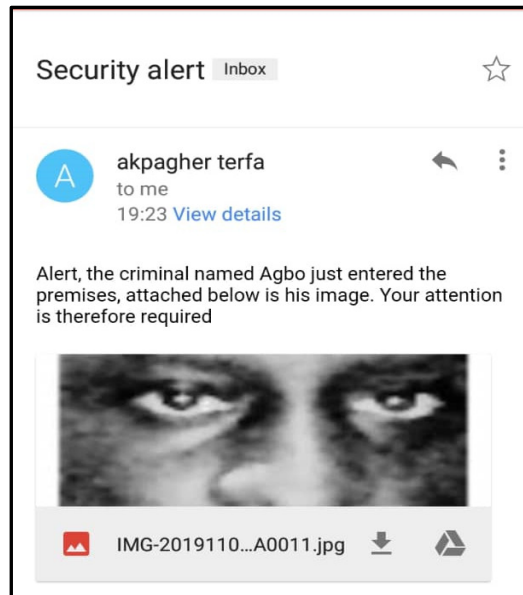 Security alert Inbox
A
akpagher terfa
to me
19:23 View details
Alert, the criminal named Agbo just entered the
premises, attached below is his image. Your attention
is therefore required
IMG-2019110...A0011.jpg